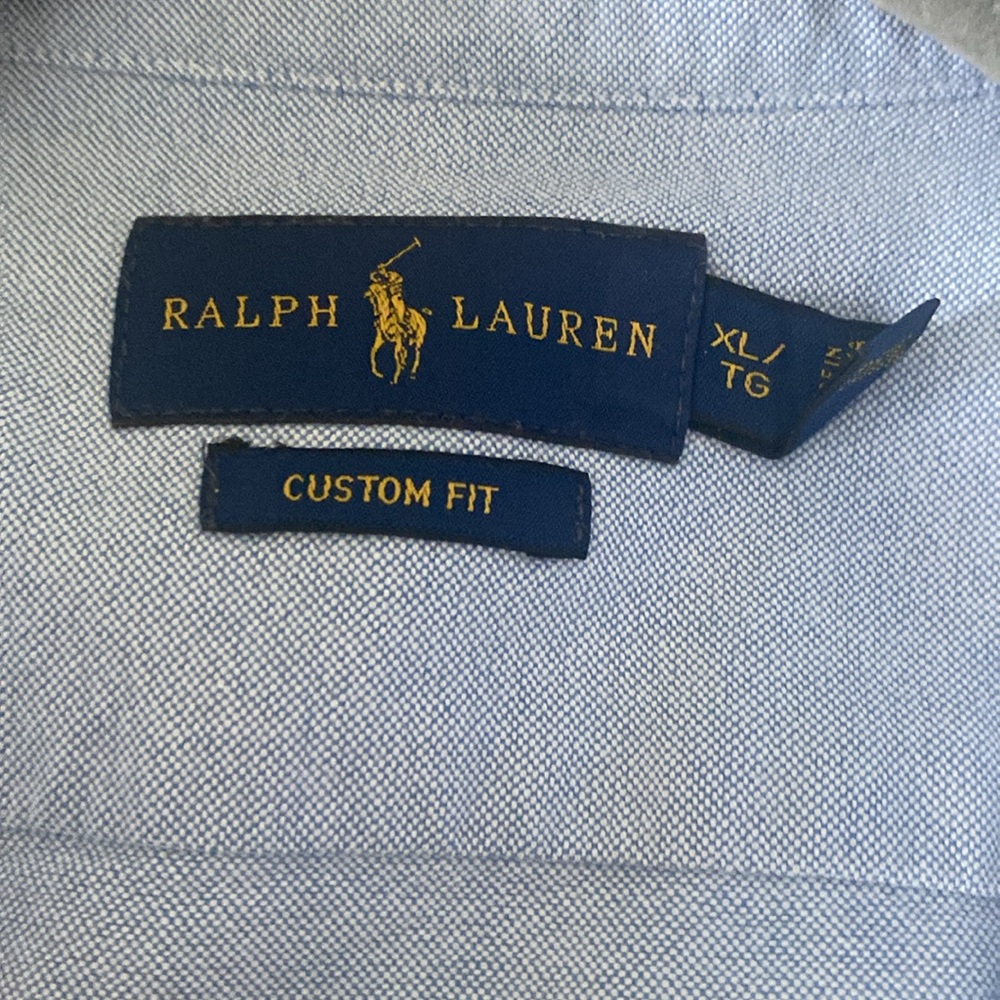 RALPH LAUREN
XL/
TG
CUSTOM FIT